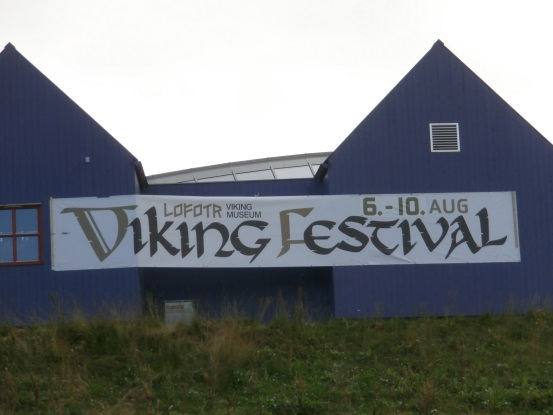 LOFOTR VIKING MUSEUM
6.-10. AUG
VIKING FESTIVAL